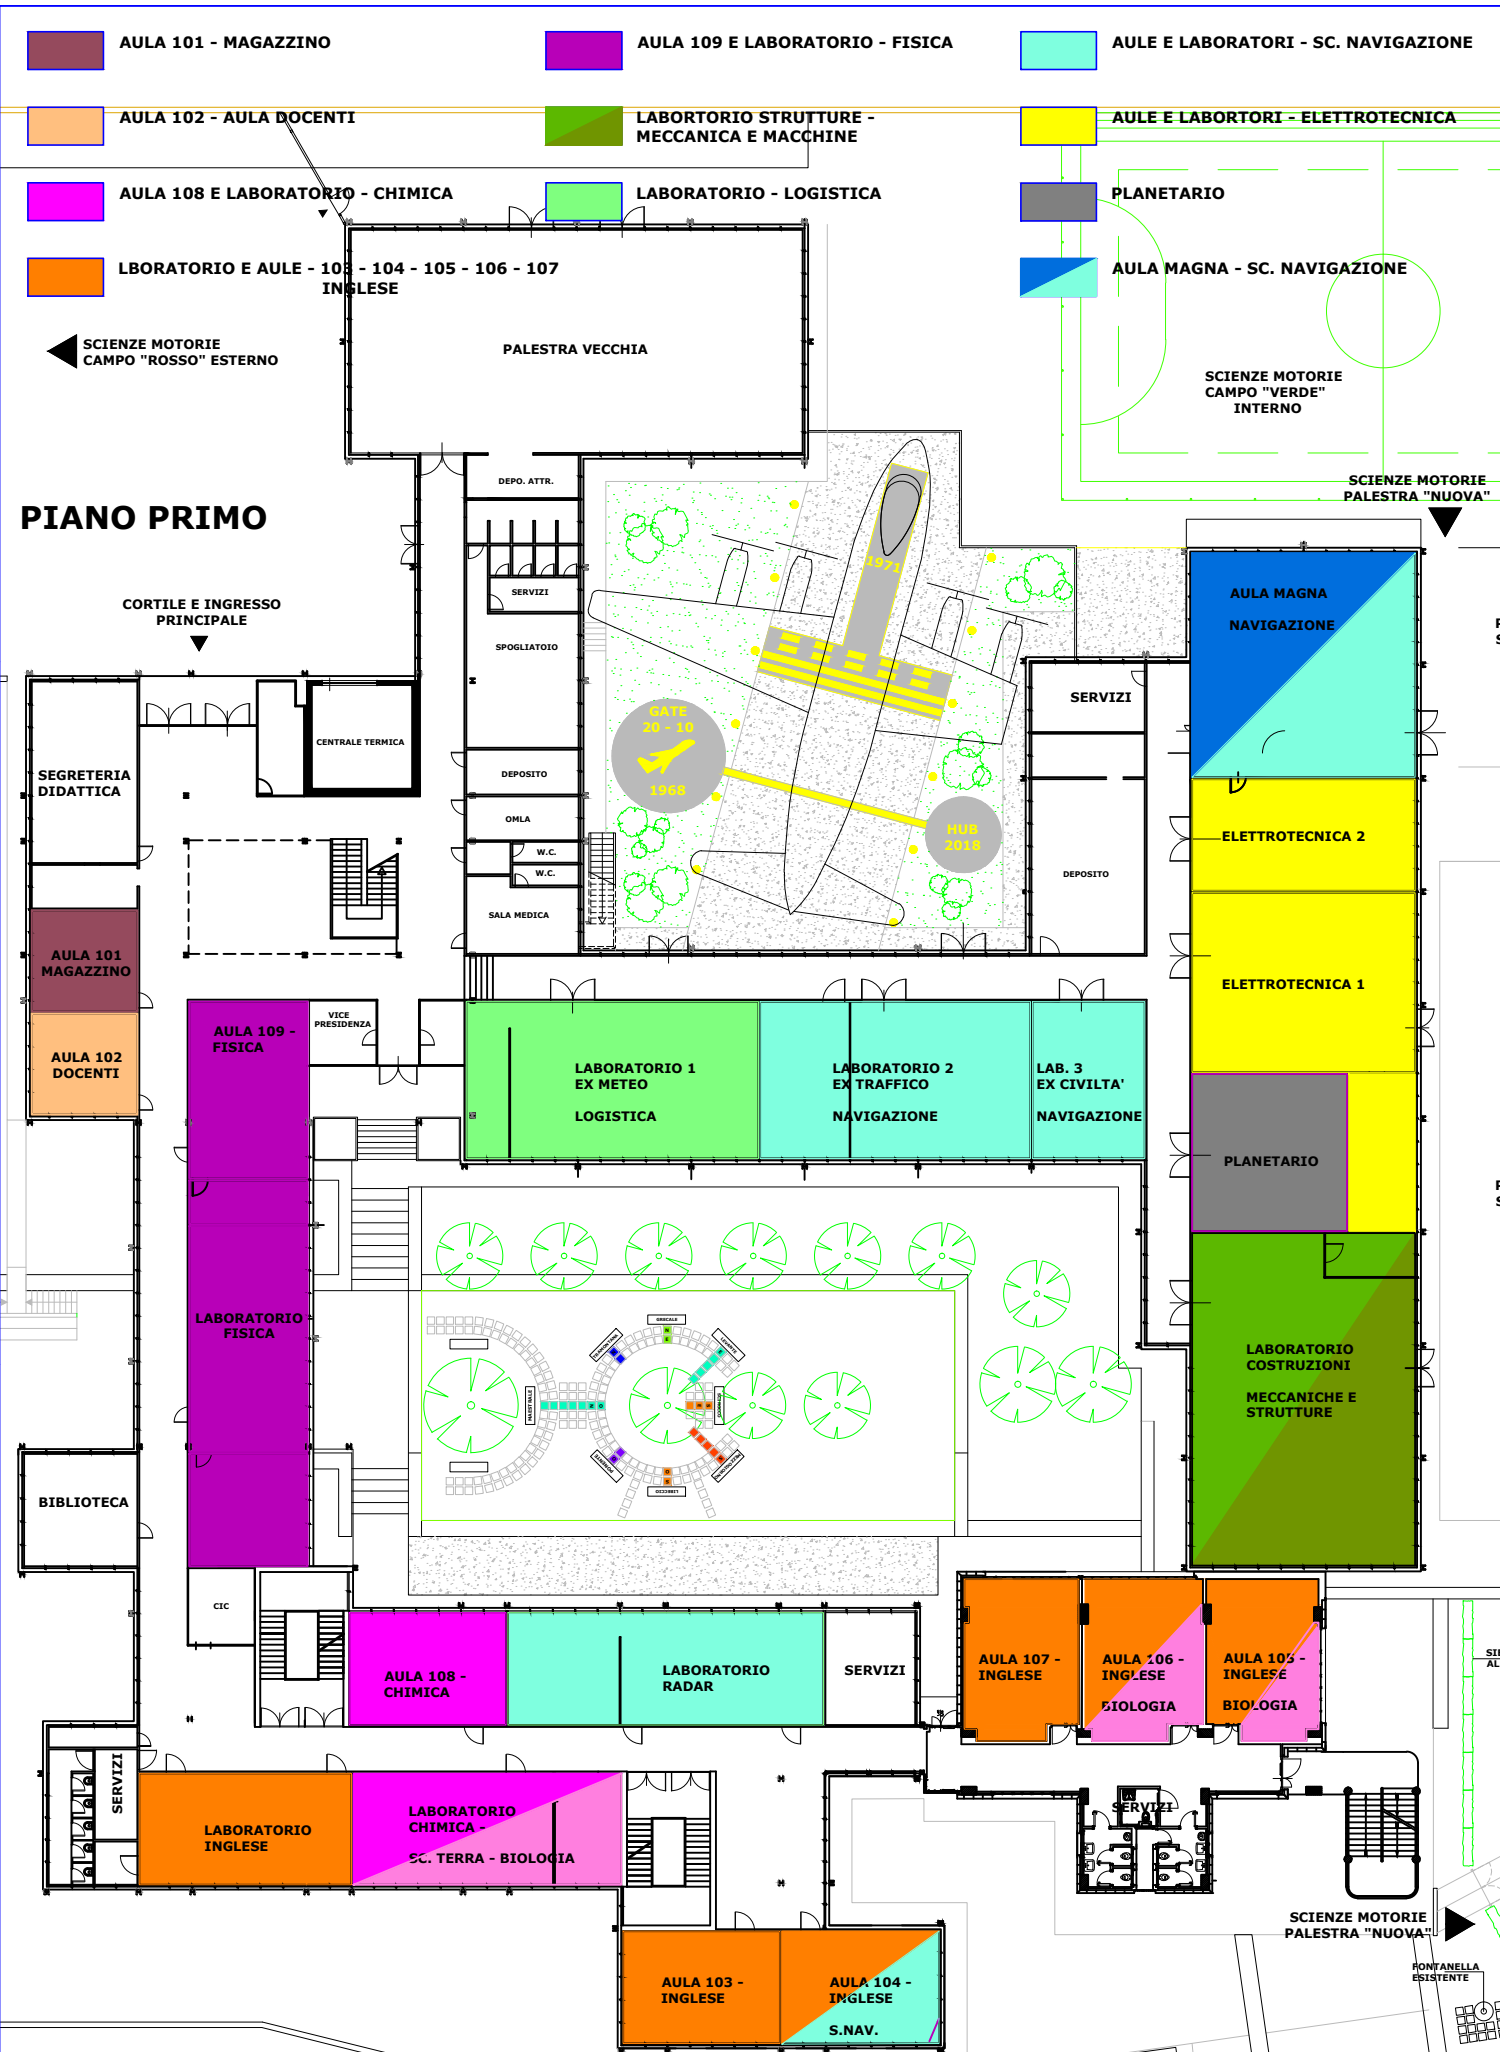 AULA 101 - MAGAZZINO
AULA 109 E LABORATORIO - FISICA
AULE E LABORATORI - SC. NAVIGAZIONE
AULA 102 - AULA DOCENTI
LABORTORIO STRUTTURE -
MECCANICA E MACCHINE
AULE E LABORTORI - ELETTROTECNICA
AULA 108 E LABORATORIO - CHIMICA
LABORATORIO - LOGISTICA
PLANETARIO
LBORATORIO E AULE - 103 - 104 - 105 - 106 - 107
INGLESE
AULA MAGNA - SC. NAVIGAZIONE
SCIENZE MOTORIE
CAMPO "ROSSO" ESTERNO
PALESTRA VECCHIA
SCIENZE MOTORIE
CAMPO "VERDE"
INTERNO
SCIENZE MOTORIE
PALESTRA "NUOVA"
PIANO PRIMO
DEPO. ATTR.
1971
SERVIZI
CORTILE E INGRESSO
PRINCIPALE
SPOGLIATOIO
AULA MAGNA
NAVIGAZIONE
SERVIZI
GATE
20 - 10
1968
CENTRALE TERMICA
SEGRETERIA
DIDATTICA
DEPOSITO
OMLA
W.C.
W.C.
SALA MEDICA
HUB
2018
DEPOSITO
ELETTROTECNICA 2
ELETTROTECNICA 1
AULA 101
MAGAZZINO
AULA 102
DOCENTI
AULA 109 -
FISICA
VICE
PRESIDENZA
LABORATORIO 1
EX METEO
LOGISTICA
LABORATORIO 2
EX TRAFFICO
NAVIGAZIONE
LAB. 3
EX CIVILTA'
NAVIGAZIONE
PLANETARIO
LABORATORIO
FISICA
GRECALE
TRAMONTANA
LEVANTE
MAESTRALE
SCIROCCO
PONENTE
LIBECCIO
MEZZOGIORNO
LABORATORIO
COSTRUZIONI
MECCANICHE E
STRUTTURE
BIBLIOTECA
CIC
AULA 108 -
CHIMICA
LABORATORIO
RADAR
SERVIZI
AULA 107 -
INGLESE
AULA 106 -
INGLESE
BIOLOGIA
AULA 105 -
INGLESE
BIOLOGIA
SERVIZI
LABORATORIO
INGLESE
LABORATORIO
CHIMICA -
SC. TERRA - BIOLOGIA
SERVIZI
SCIENZE MOTORIE
PALESTRA "NUOVA"
FONTANELLA
ESISTENTE
AULA 103 -
INGLESE
AULA 104 -
INGLESE
S.NAV.